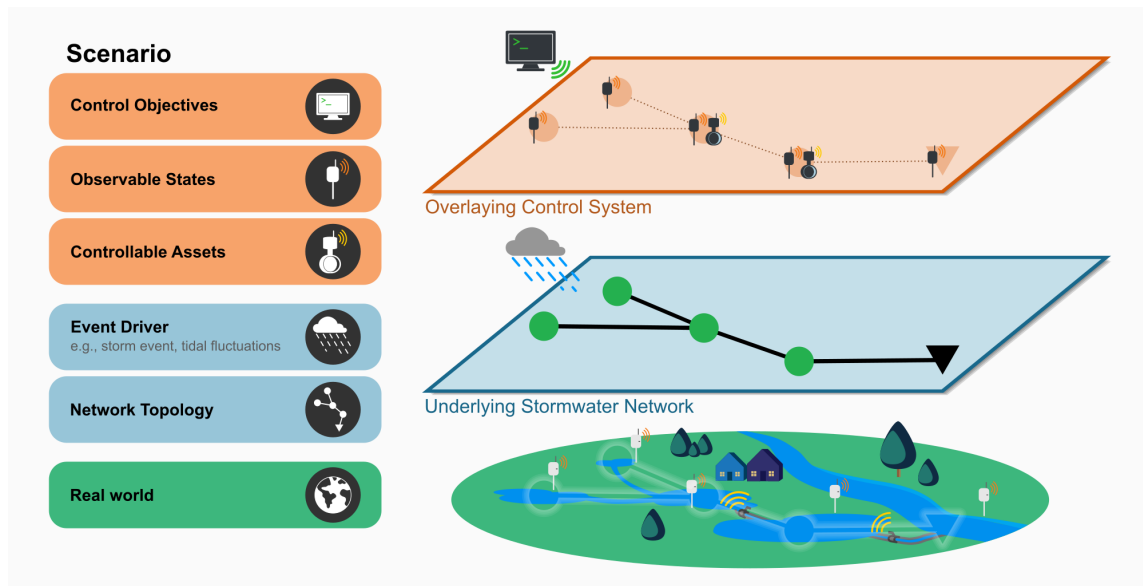 Scenario
Control Objectives
Observable States
Controllable Assets
Event Driver
e.g., storm event, tidal fluctuations
Network Topology
Real world
>_
Overlaying Control System
Underlying Stormwater Network